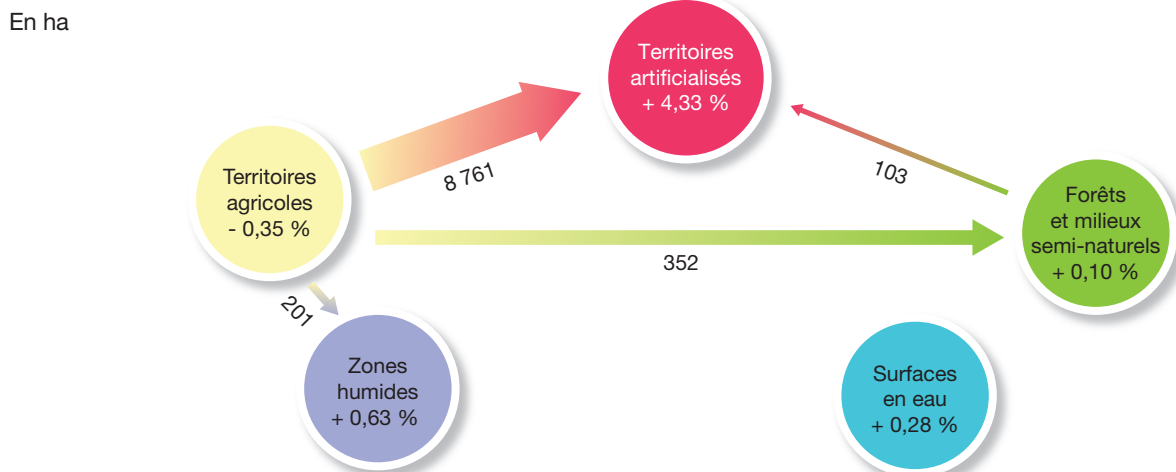 En ha
Territoires
artificialisés
+ 4,33 %
8 761
103
Territoires
agricoles
- 0,35 %
Forêts
et milieux
semi-naturels
+ 0,10 %
352
201
Zones
humides
+ 0,63 %
Surfaces
en eau
+ 0,28 %